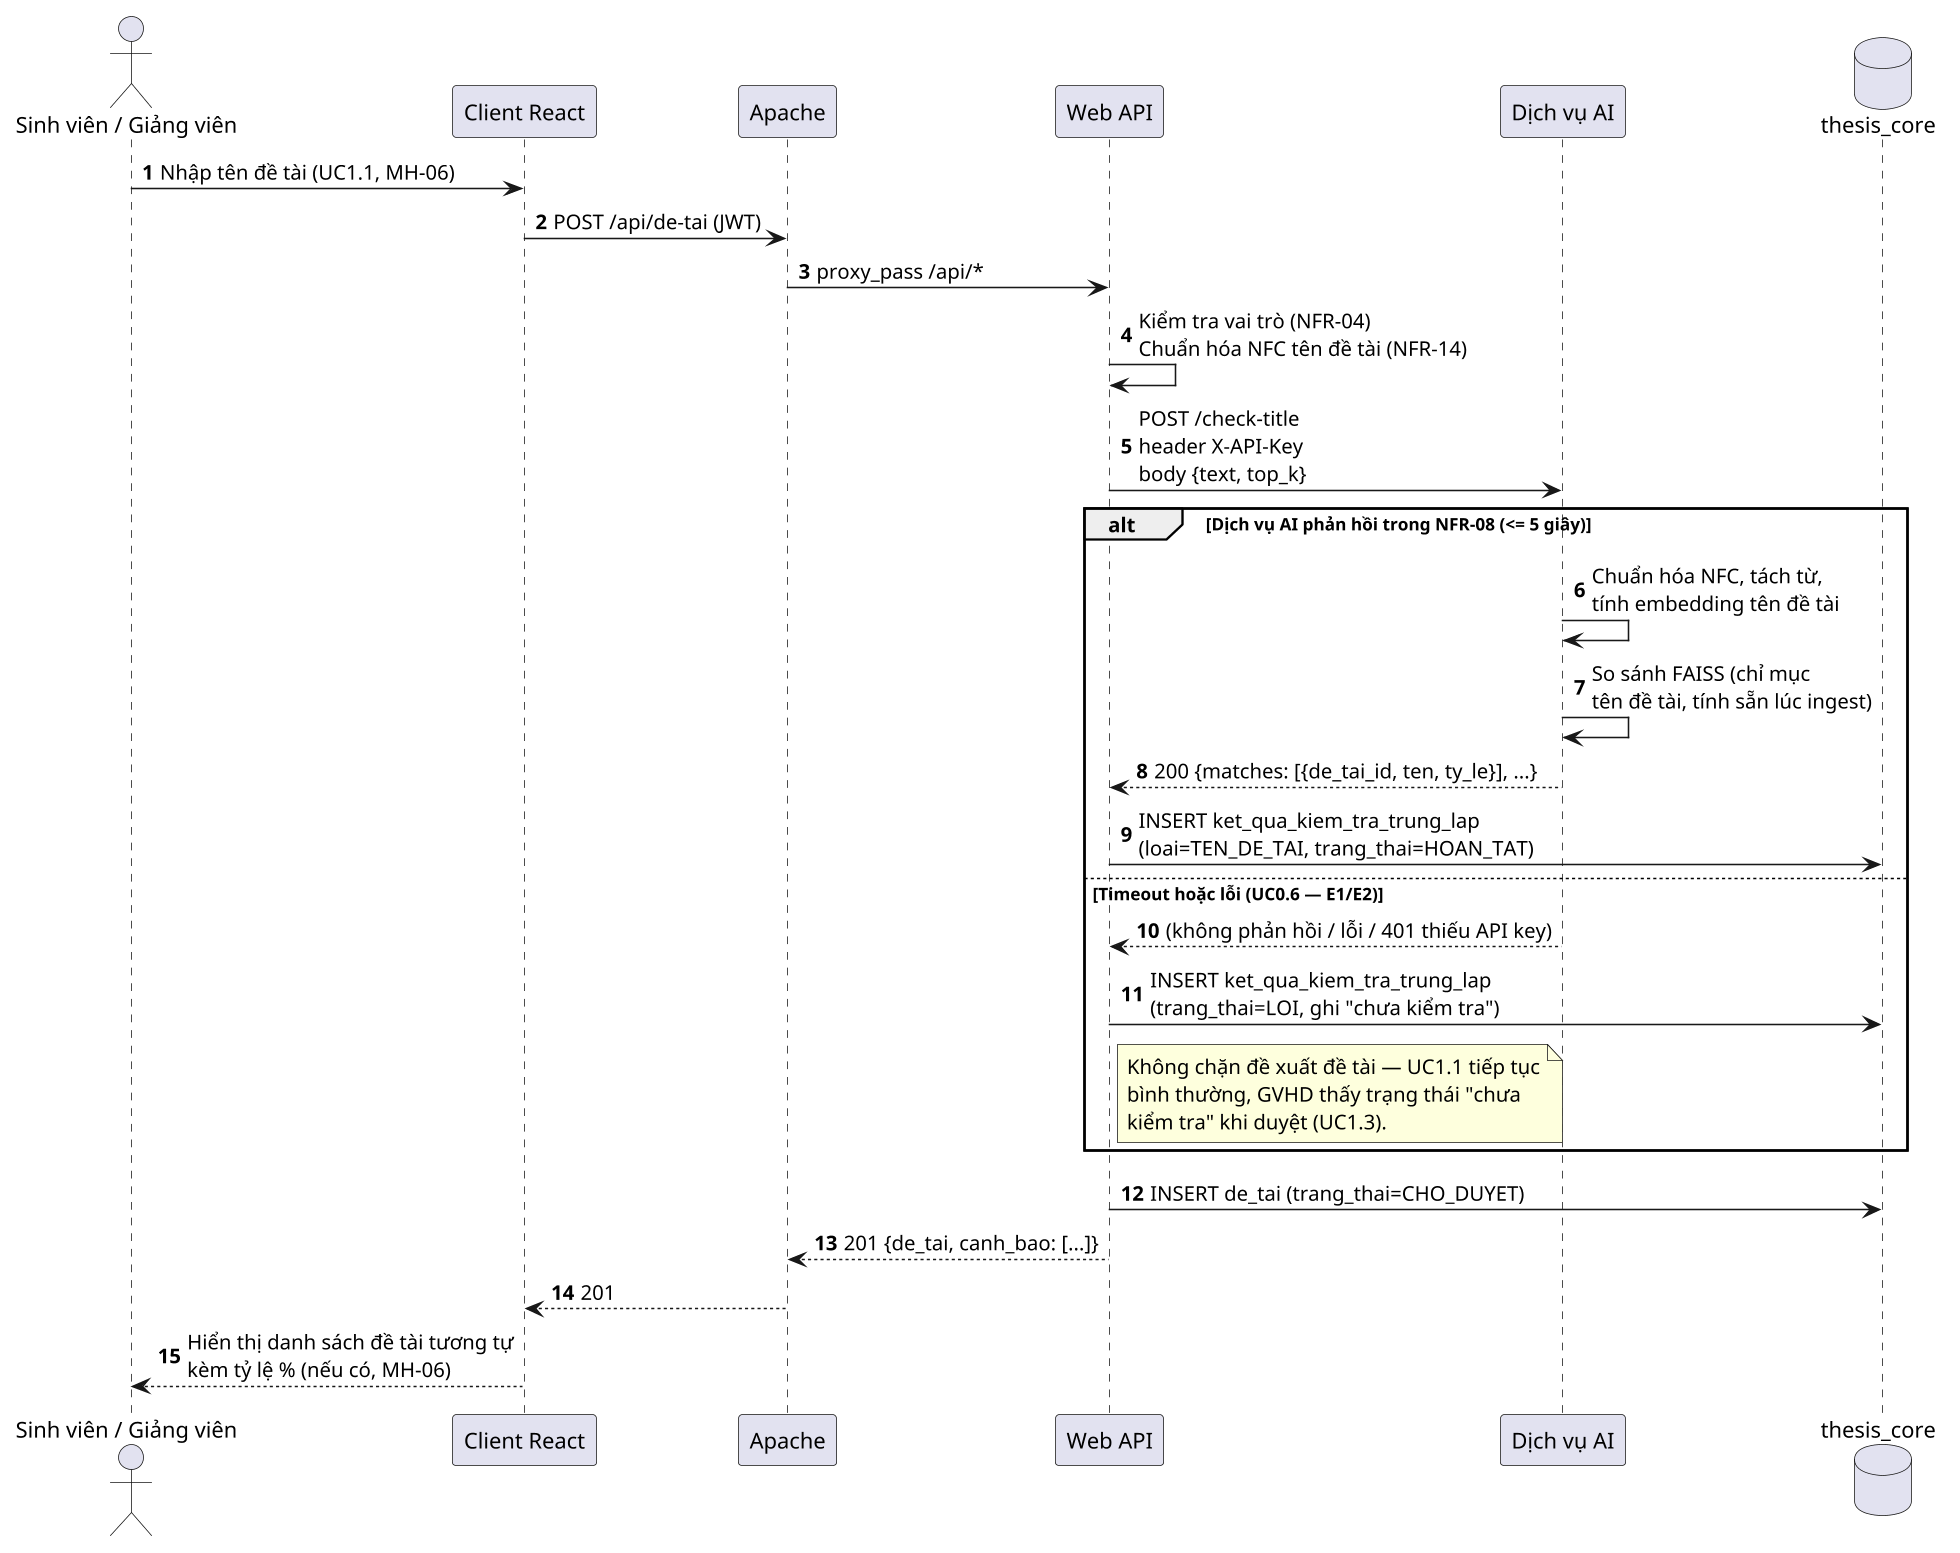 Sinh viên / Giảng viên
Client React
Apache
Web API
Dịch vụ AI
thesis_core
1 Nhập tên đề tài (UC1.1, MH-06)
2 POST /api/de-tai (JWT)
3 proxy_pass /api/*
4 Kiểm tra vai trò (NFR-04)
Chuẩn hóa NFC tên đề tài (NFR-14)
5 POST /check-title
header X-API-Key
body {text, top_k}
alt [Dịch vụ AI phản hồi trong NFR-08 (<= 5 giây)]
6 Chuẩn hóa NFC, tách từ,
tính embedding tên đề tài
7 So sánh FAISS (chỉ mục
tên đề tài, tính sẵn lúc ingest)
8 200 {matches: [{de_tai_id, ten, ty_le}], ...}
9 INSERT ket_qua_kiem_tra_trung_lap
(loai=TEN_DE_TAI, trang_thai=HOAN_TAT)
[Timeout hoặc lỗi (UC0.6 — E1/E2)]
10 (không phản hồi / lỗi / 401 thiếu API key)
11 INSERT ket_qua_kiem_tra_trung_lap
(trang_thai=LOI, ghi "chưa kiểm tra")
Không chặn đề xuất đề tài — UC1.1 tiếp tục
bình thường, GVHD thấy trạng thái "chưa
kiểm tra" khi duyệt (UC1.3).
12 INSERT de_tai (trang_thai=CHO_DUYET)
13 201 {de_tai, canh_bao: [...]}
14 201
15 Hiển thị danh sách đề tài tương tự
kèm tỷ lệ % (nếu có, MH-06)
Sinh viên / Giảng viên
Client React
Apache
Web API
Dịch vụ AI
thesis_core